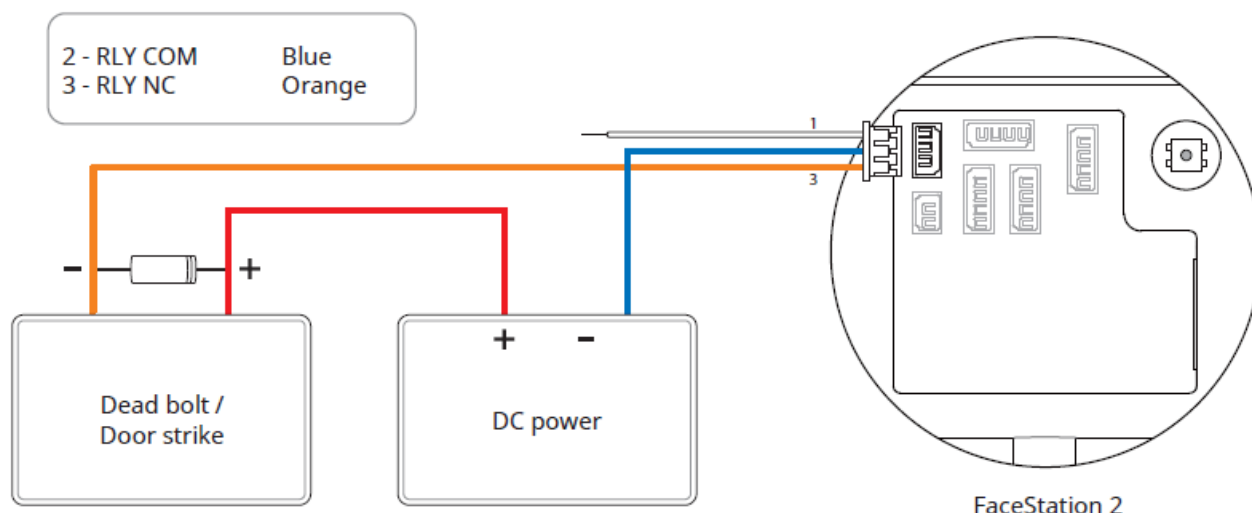 2 - RLY COM Blue
3 - RLY NC Orange
1
3
- +
+ -
Dead bolt /
Door strike
DC power
FaceStation 2